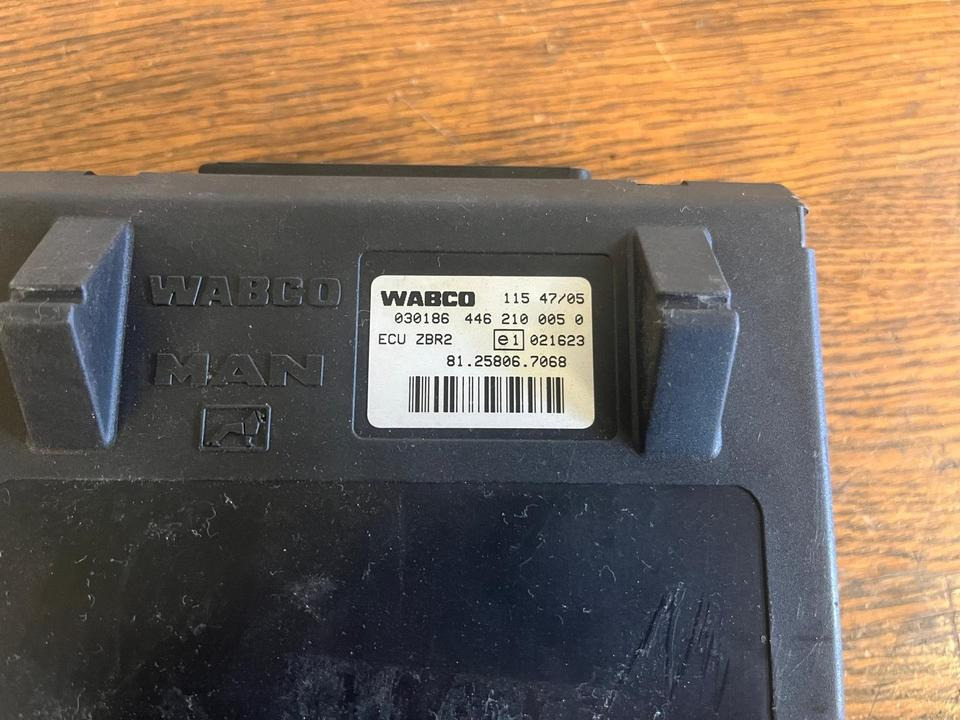 WABCO
MAN
WABCO 115 47/05
030186 446 210 005 0
ECU ZBR2 e1 021623
81.25806.7068